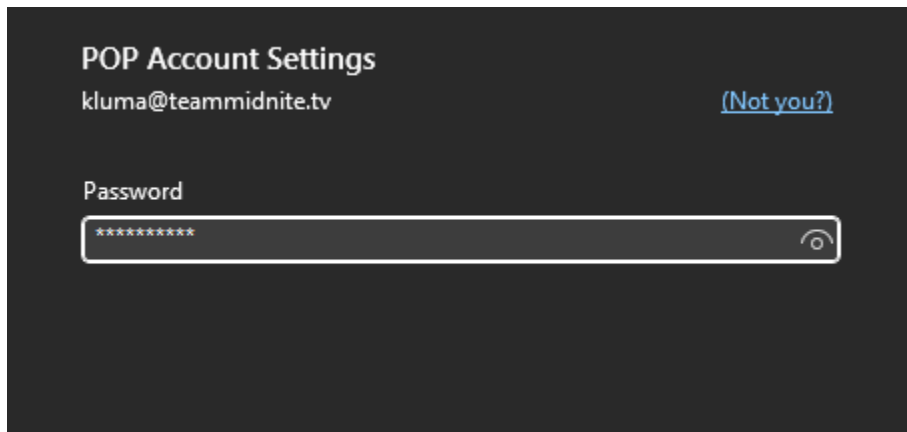 POP Account Settings
kluma@teammidnite.tv (Not you?)
Password
**********